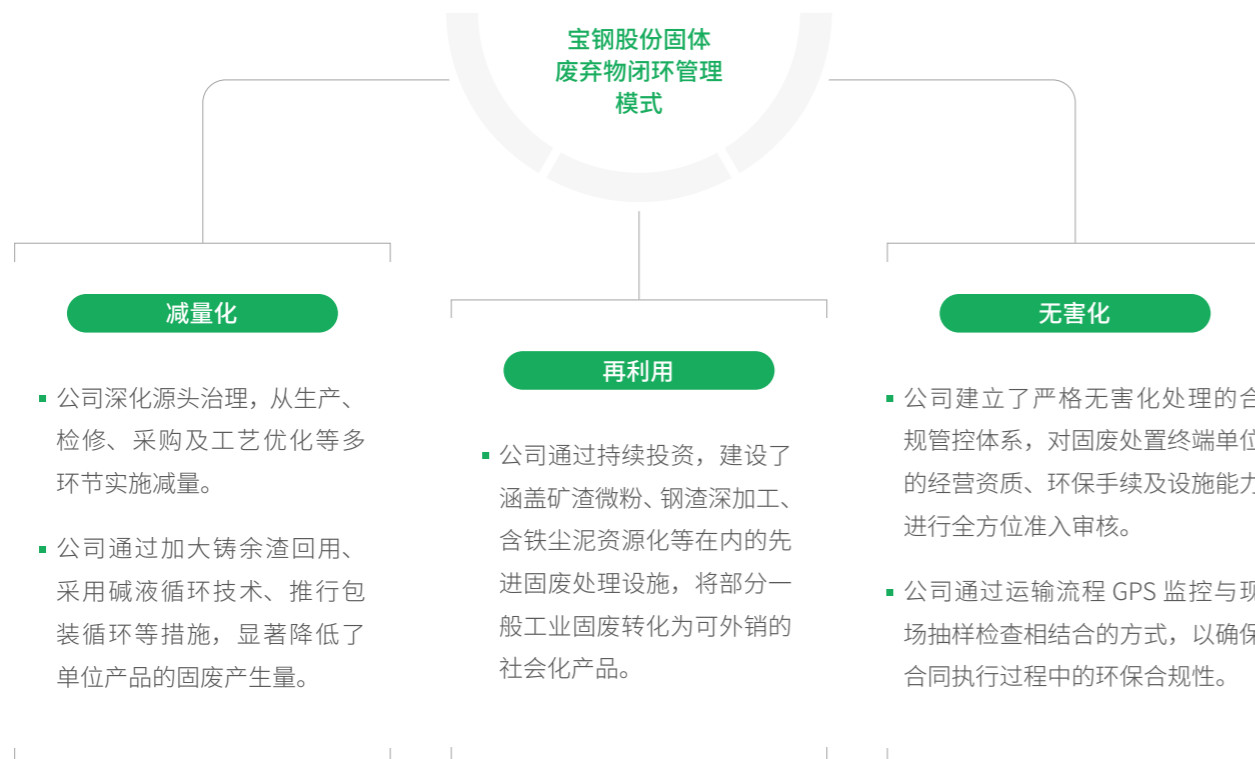 宝钢股份固体
废弃物闭环管理
模式
减量化
公司深化源头治理，从生产、
检修、采购及工艺优化等多
环节实施减量。
公司通过加大铸余渣回用、
采用碱液循环技术、推行包
装循环等措施，显著降低了
单位产品的固废产生量。
再利用
公司通过持续投资，建设了
涵盖矿渣微粉、钢渣深加工、
含铁尘泥资源化等在内的先
进固废处理设施，将部分一
般工业固废转化为可外销的
社会化产品。
无害化
公司建立了严格无害化处理的合
规管控体系，对固废处置终端单位
的经营资质、环保手续及设施能力
进行全方位准入审核。
公司通过运输流程 GPS 监控与现
场抽样检查相结合的方式，以确保
合同执行过程中的环保合规性。